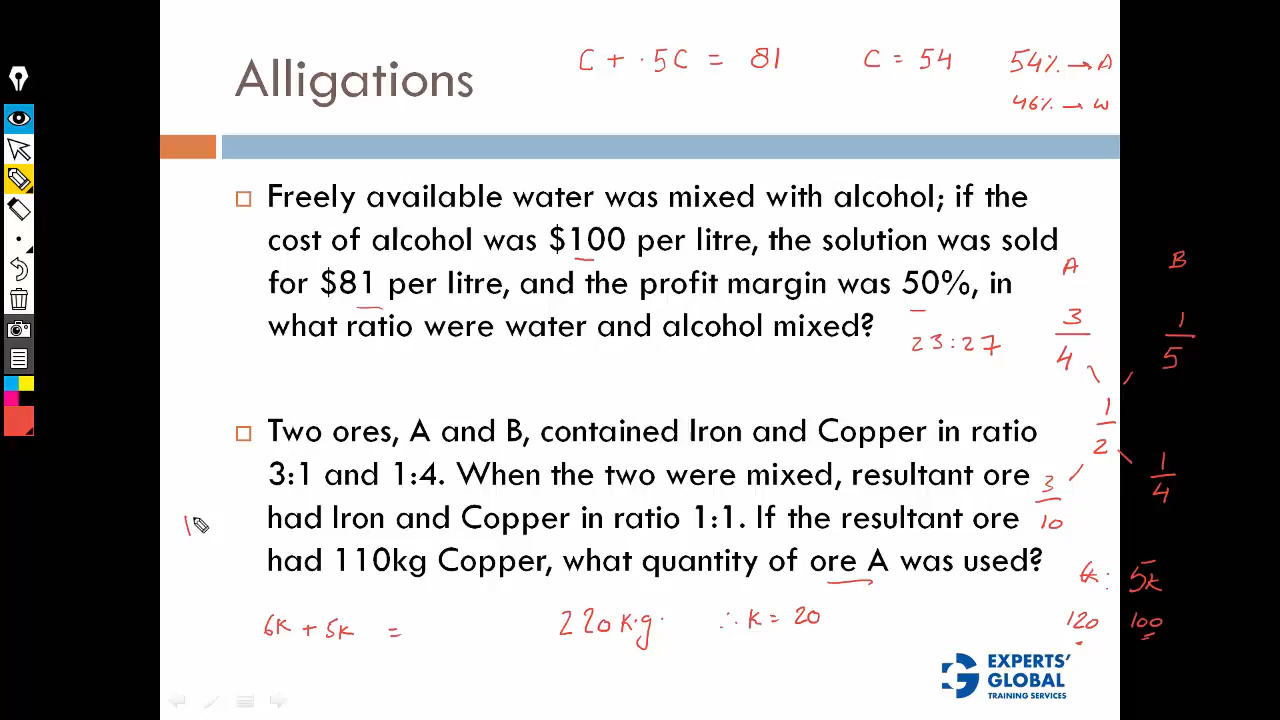 C + .5C = 81 C = 54 54% → A
46% → W
Alligations
Freely available water was mixed with alcohol; if the
cost of alcohol was $100 per litre, the solution was sold
for $81 per litre, and the profit margin was 50%, in
what ratio were water and alcohol mixed?
23:27
A B
3/4 1/5
1/2
3/10 1/4
Two ores, A and B, contained Iron and Copper in ratio
3:1 and 1:4. When the two were mixed, resultant ore
had Iron and Copper in ratio 1:1. If the resultant ore
had 110kg Copper, what quantity of ore A was used?
: 5k
120 100
6k + 5k = 220 k.g. ∴ k = 20
EXPERTS'
GLOBAL
TRAINING SERVICES